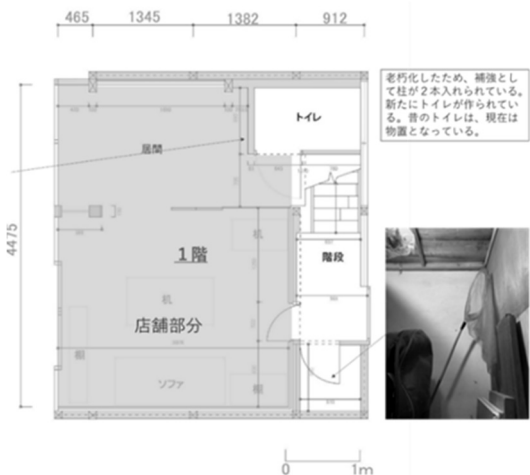 465 1345 1382 912
老朽化したため、補強とし
て柱が2本入れられている。
新たにトイレが作られてい
る。昔のトイレは、現在は
物置となっている。
トイレ
居間
4475
1階
階段
机
店舗部分
ソファ
0 1m